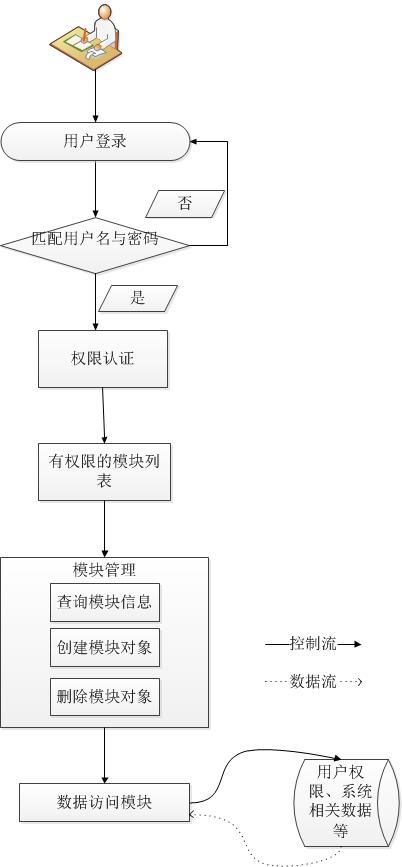 用户登录
否
匹配用户名与密码
是
权限认证
有权限的模块列
表
模块管理
查询模块信息
创建模块对象
删除模块对象
控制流
数据流
数据访问模块
用户权
限、系统
相关数据
等